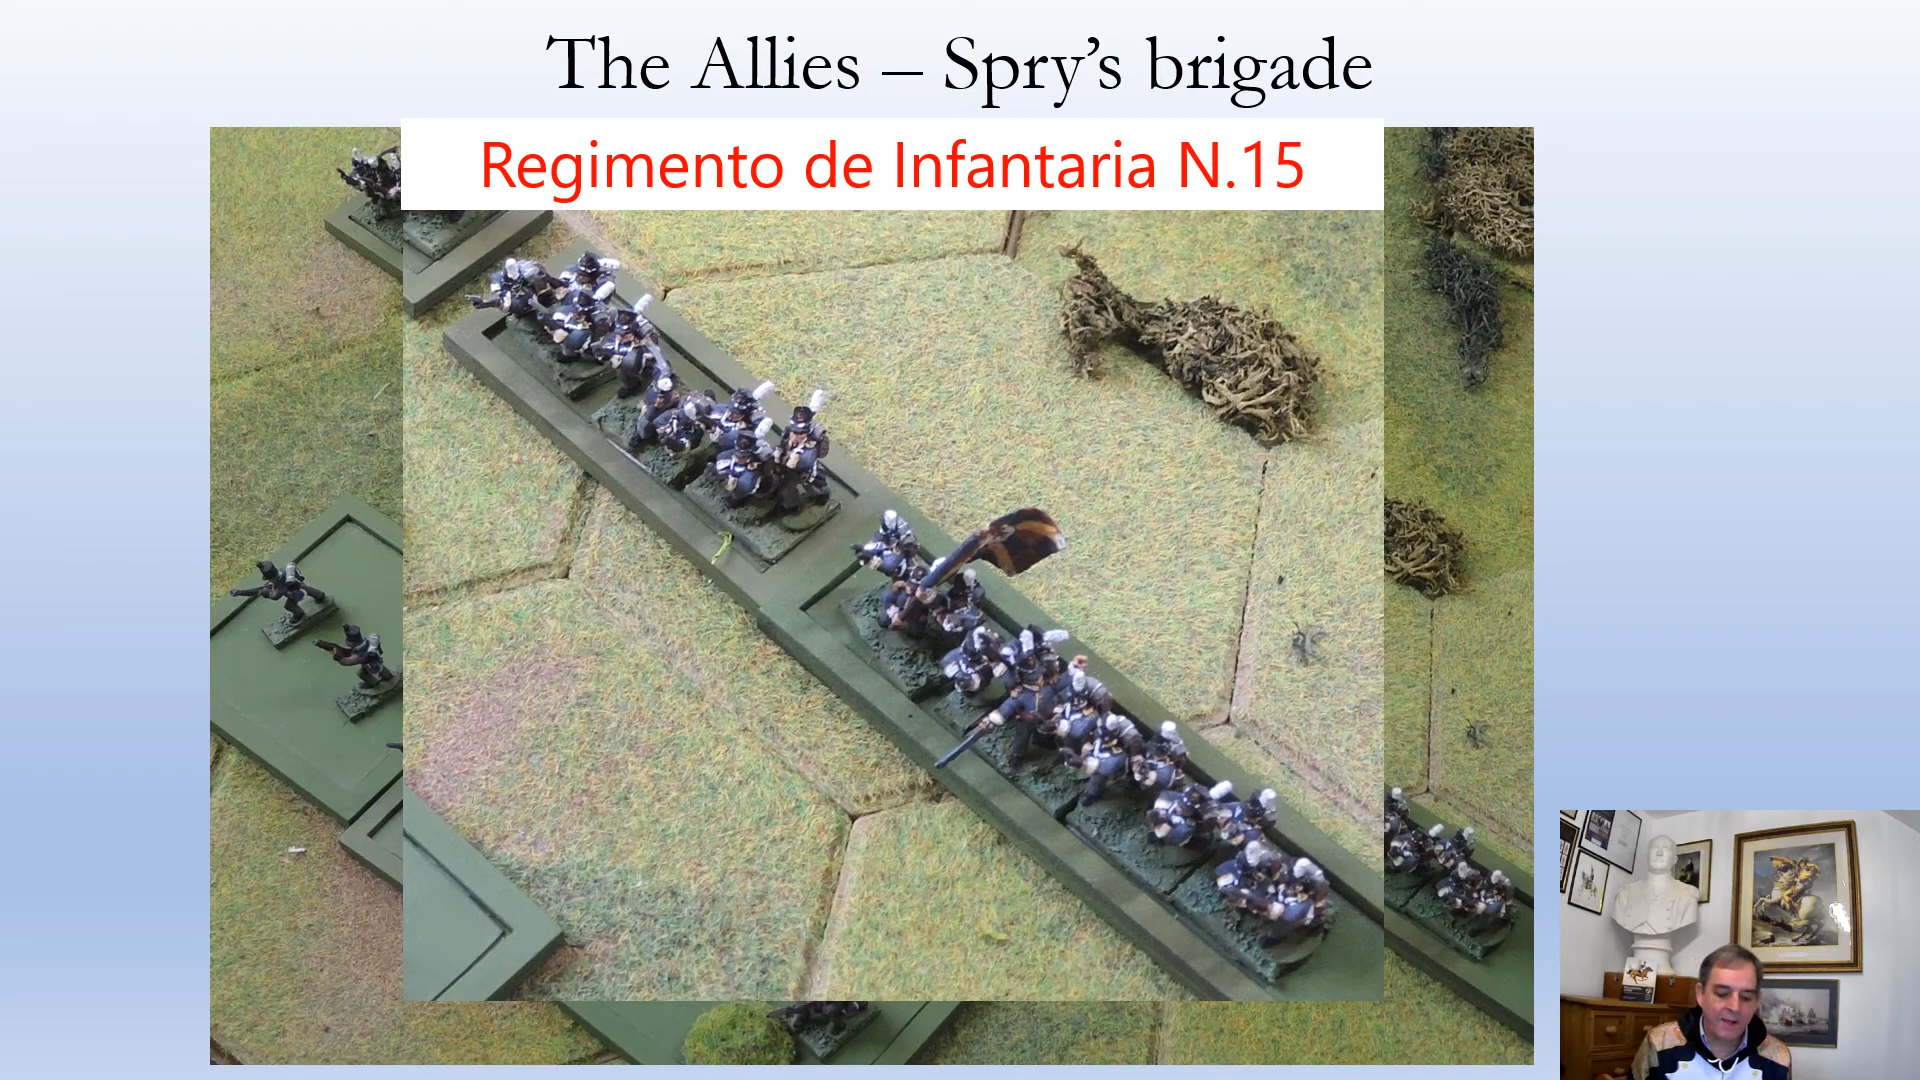 The Allies – Spry’s brigade
Regimento de Infantaria N.15